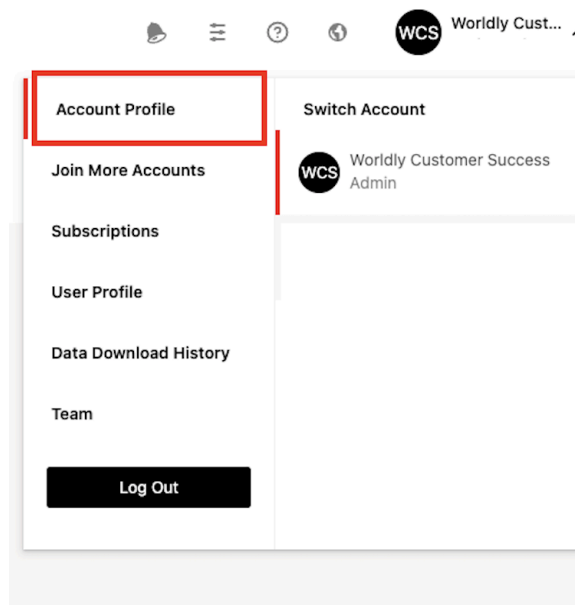 WCS
Worldly Cust...
Account Profile
Join More Accounts
Subscriptions
User Profile
Data Download History
Team
Log Out
Switch Account
WCS
Worldly Customer Success
Admin